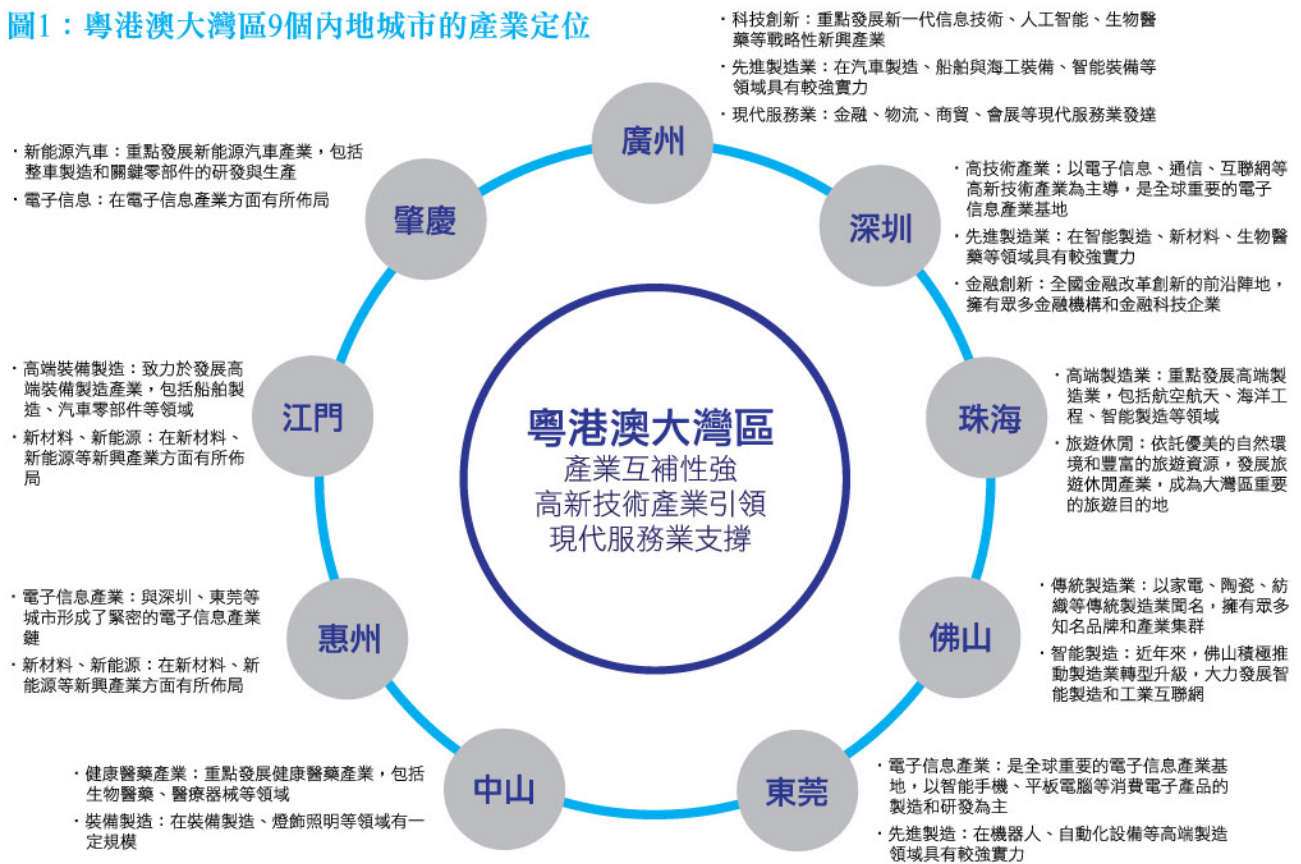 圖1：粵港澳大灣區9個內地城市的產業定位
廣州
・科技創新：重點發展新一代信息技術、人工智能、生物醫
藥等戰略性新興產業
・先進製造業：在汽車製造、船舶與海工裝備、智能裝備等
領域具有較強實力
・現代服務業：金融、物流、商貿、會展等現代服務業發達
深圳
・高技術產業：以電子信息、通信、互聯網等
高新技術產業為主導，是全球重要的電子
信息產業基地
・先進製造業：在智能製造、新材料、生物醫
藥等領域具有較強實力
・金融創新：全國金融改革創新的前沿陣地，
擁有眾多金融機構和金融科技企業
珠海
・高端製造業：重點發展高端製
造業，包括航空航天、海洋工
程、智能製造等領域
・旅遊休閒：依託優美的自然環
境和豐富的旅遊資源，發展旅
遊休閒產業，成為大灣區重要
的旅遊目的地
佛山
・傳統製造業：以家電、陶瓷、紡
織等傳統製造業聞名，擁有眾多
知名品牌和產業集群
・智能製造：近年來，佛山積極推
動製造業轉型升級，大力發展智
能製造和工業互聯網
東莞
・電子信息產業：是全球重要的電子信息產業基
地，以智能手機、平板電腦等消費電子產品的
製造和研發為主
・先進製造：在機器人、自動化設備等高端製造
領域具有較強實力
中山
・健康醫藥產業：重點發展健康醫藥產業，包括
生物醫藥、醫療器械等領域
・裝備製造：在裝備製造、燈飾照明等領域有一
定規模
惠州
・電子信息產業：與深圳、東莞等
城市形成了緊密的電子信息產業
鏈
・新材料、新能源：在新材料、新
能源等新興產業方面有所佈局
江門
・高端裝備製造：致力於發展高
端裝備製造產業，包括船舶製
造、汽車零部件等領域
・新材料、新能源：在新材料、
新能源等新興產業方面有所佈
局
肇慶
・新能源汽車：重點發展新能源汽車產業，包括
整車製造和關鍵零部件的研發與生產
・電子信息：在電子信息產業方面有所佈局
粵港澳大灣區
產業互補性強
高新技術產業引領
現代服務業支撐